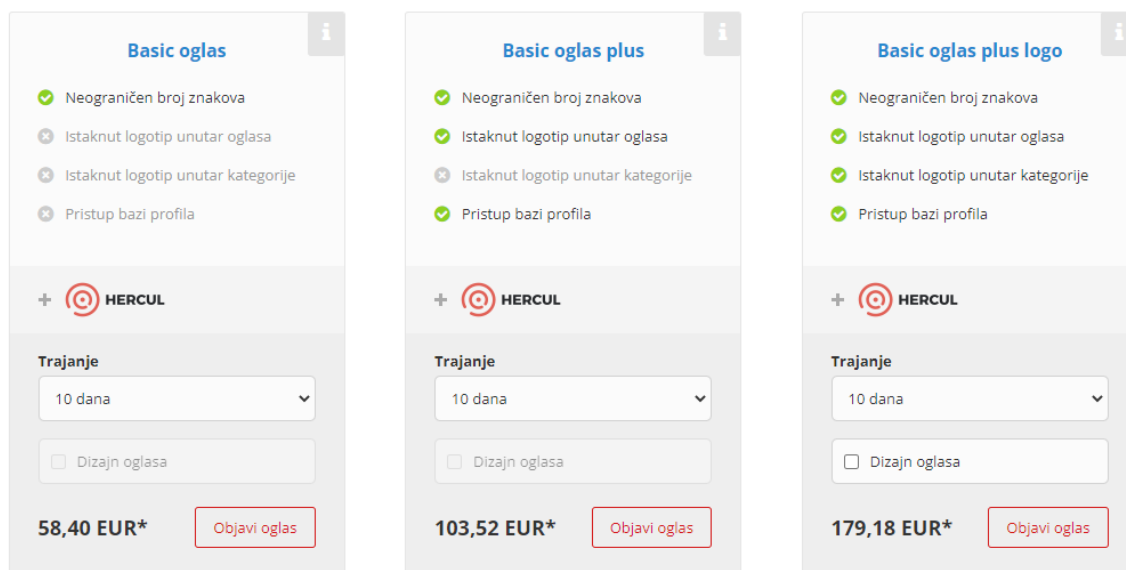 Basic oglas
Neograničen broj znakova
Istaknut logotip unutar oglasa
Istaknut logotip unutar kategorije
Pristup bazi profila
+ HERCUL
Trajanje
10 dana
Dizajn oglasa
58,40 EUR*
Objavi oglas
Basic oglas plus
Neograničen broj znakova
Istaknut logotip unutar oglasa
Istaknut logotip unutar kategorije
Pristup bazi profila
+ HERCUL
Trajanje
10 dana
Dizajn oglasa
103,52 EUR*
Objavi oglas
Basic oglas plus logo
Neograničen broj znakova
Istaknut logotip unutar oglasa
Istaknut logotip unutar kategorije
Pristup bazi profila
+ HERCUL
Trajanje
10 dana
Dizajn oglasa
179,18 EUR*
Objavi oglas